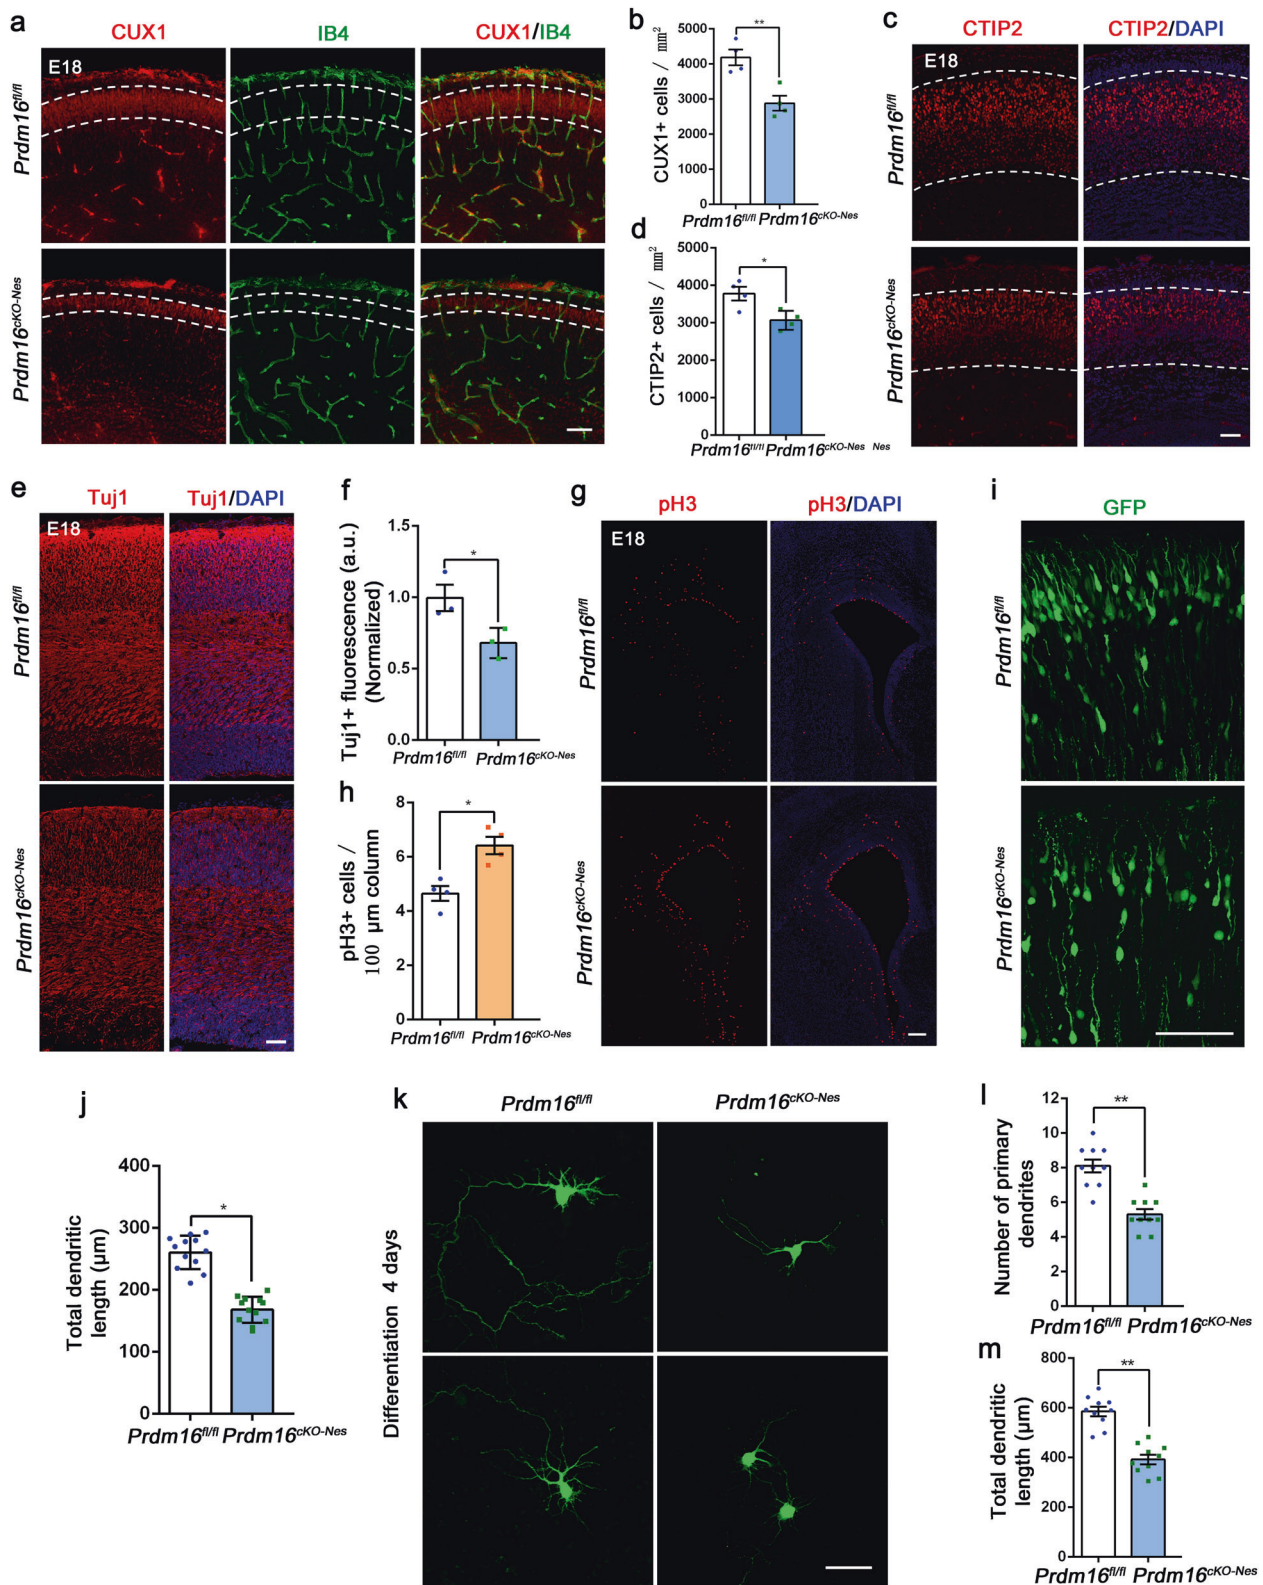 a
CUX1 IB4 CUX1/IB4
E18
Prdm16fl/fl
Prdm16cKO-Nes
b
CUX1+ cells / mm2
5000
4000
3000
2000
1000
0
**
Prdm16fl/fl Prdm16cKO-Nes
c
CTIP2 CTIP2/DAPI
E18
Prdm16fl/fl
Prdm16cKO-Nes
d
CTIP2+ cells / mm2
5000
4000
3000
2000
1000
0
*
Prdm16fl/fl Prdm16cKO-Nes Nes
e
Tuj1 Tuj1/DAPI
E18
Prdm16fl/fl
Prdm16cKO-Nes
f
Tuj1+ fluorescence (a.u.)
(Normalized)
1.5
1.0
0.5
0.0
*
Prdm16fl/fl Prdm16cKO-Nes
g
pH3 pH3/DAPI
E18
Prdm16fl/fl
Prdm16cKO-Nes
h
pH3+ cells /
100 μm column
8
6
4
2
0
*
Prdm16fl/fl Prdm16cKO-Nes
i
GFP
Prdm16fl/fl
Prdm16cKO-Nes
j
Total dendritic
length (μm)
400
300
200
100
0
*
Prdm16fl/fl Prdm16cKO-Nes
k
Prdm16fl/fl Prdm16cKO-Nes
Differentiation 4 days
l
Number of primary
dendrites
12
10
8
6
4
2
0
**
Prdm16fl/fl Prdm16cKO-Nes
m
Total dendritic
length (μm)
800
600
400
200
0
**
Prdm16fl/fl Prdm16cKO-Nes